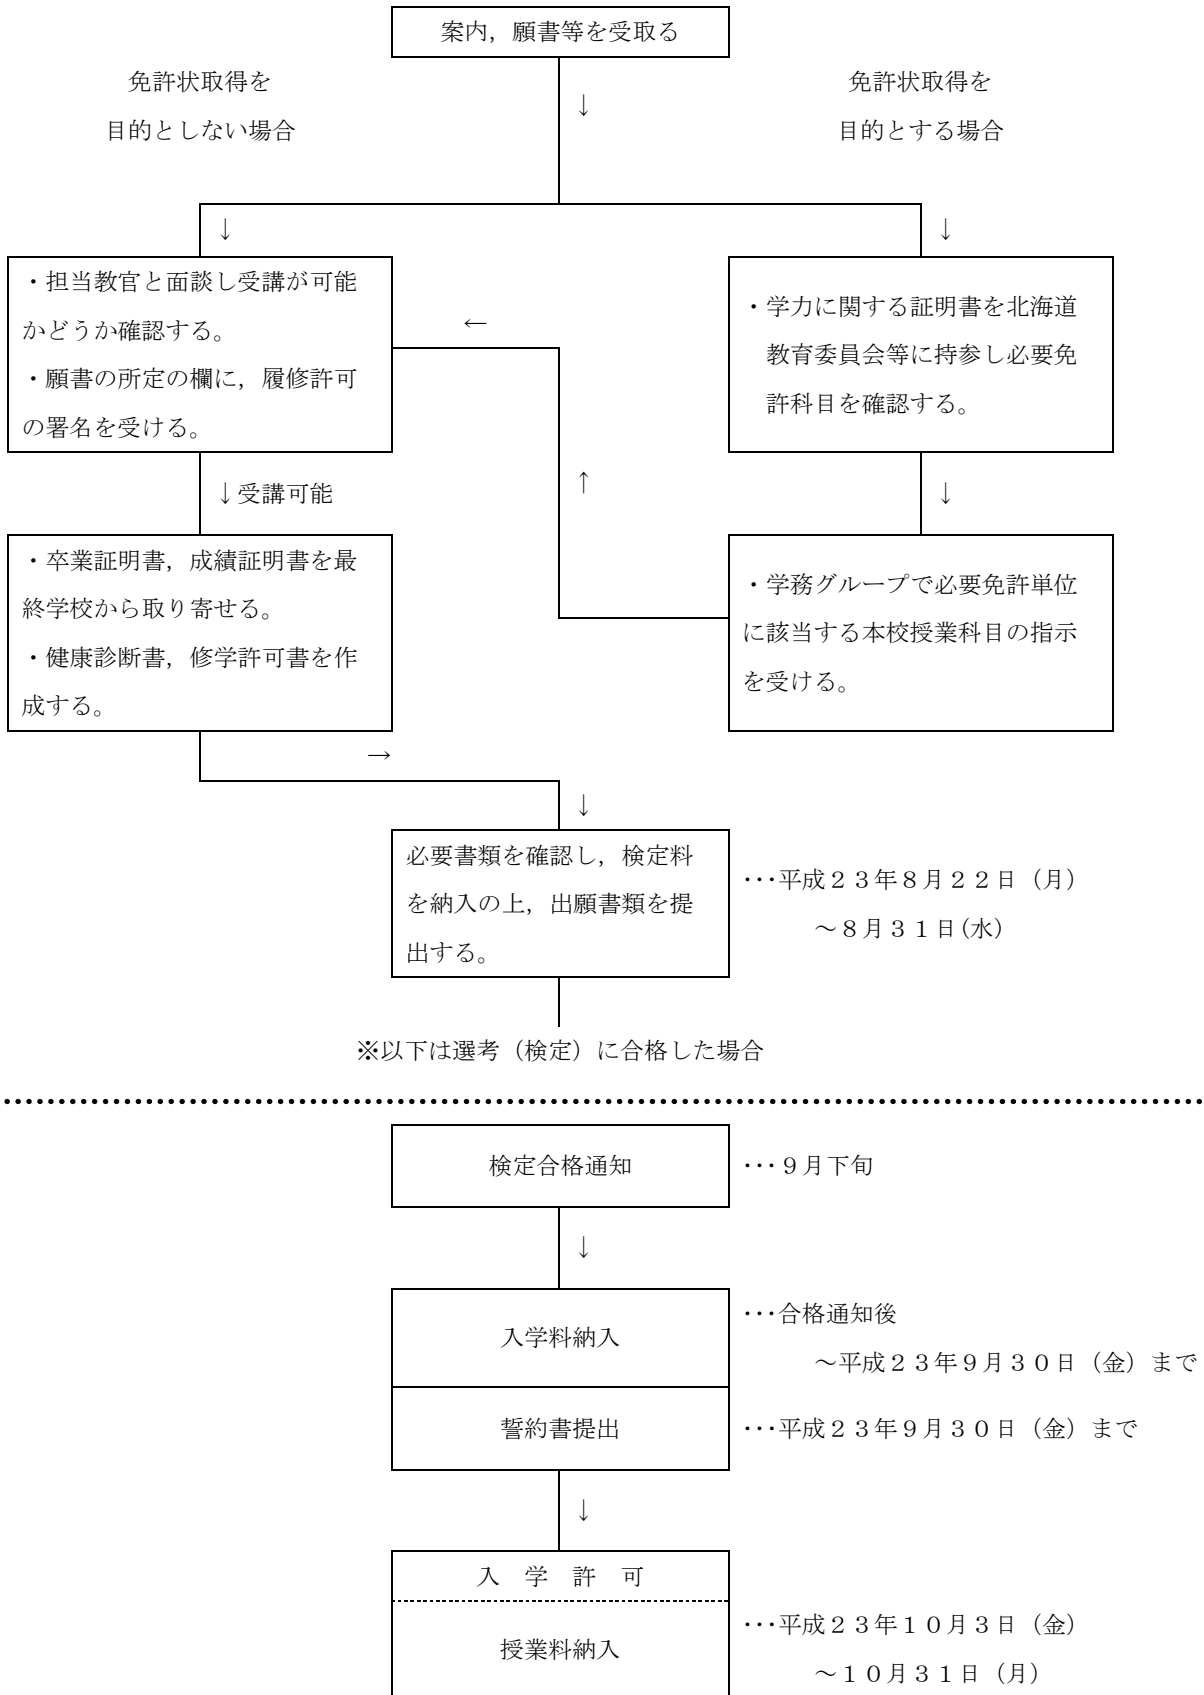 案内，願書等を受取る
免許状取得を
目的としない場合
↓
免許状取得を
目的とする場合
↓
↓
・担当教官と面談し受講が可能
かどうか確認する。
・願書の所定の欄に，履修許可
の署名を受ける。
←
・学力に関する証明書を北海道
教育委員会等に持参し必要免
許科目を確認する。
↓受講可能
↑
↓
・卒業証明書，成績証明書を最
終学校から取り寄せる。
・健康診断書，修学許可書を作
成する。
・学務グループで必要免許単位
に該当する本校授業科目の指示
を受ける。
→
↓
必要書類を確認し，検定料
を納入の上，出願書類を提
出する。
･･･平成２３年８月２２日（月）
～８月３１日(水)
※以下は選考（検定）に合格した場合
検定合格通知
･･･９月下旬
↓
入学料納入
･･･合格通知後
～平成２３年９月３０日（金）まで
誓約書提出
･･･平成２３年９月３０日（金）まで
↓
入　学　許　可
授業料納入
･･･平成２３年１０月３日（金）
～１０月３１日（月）